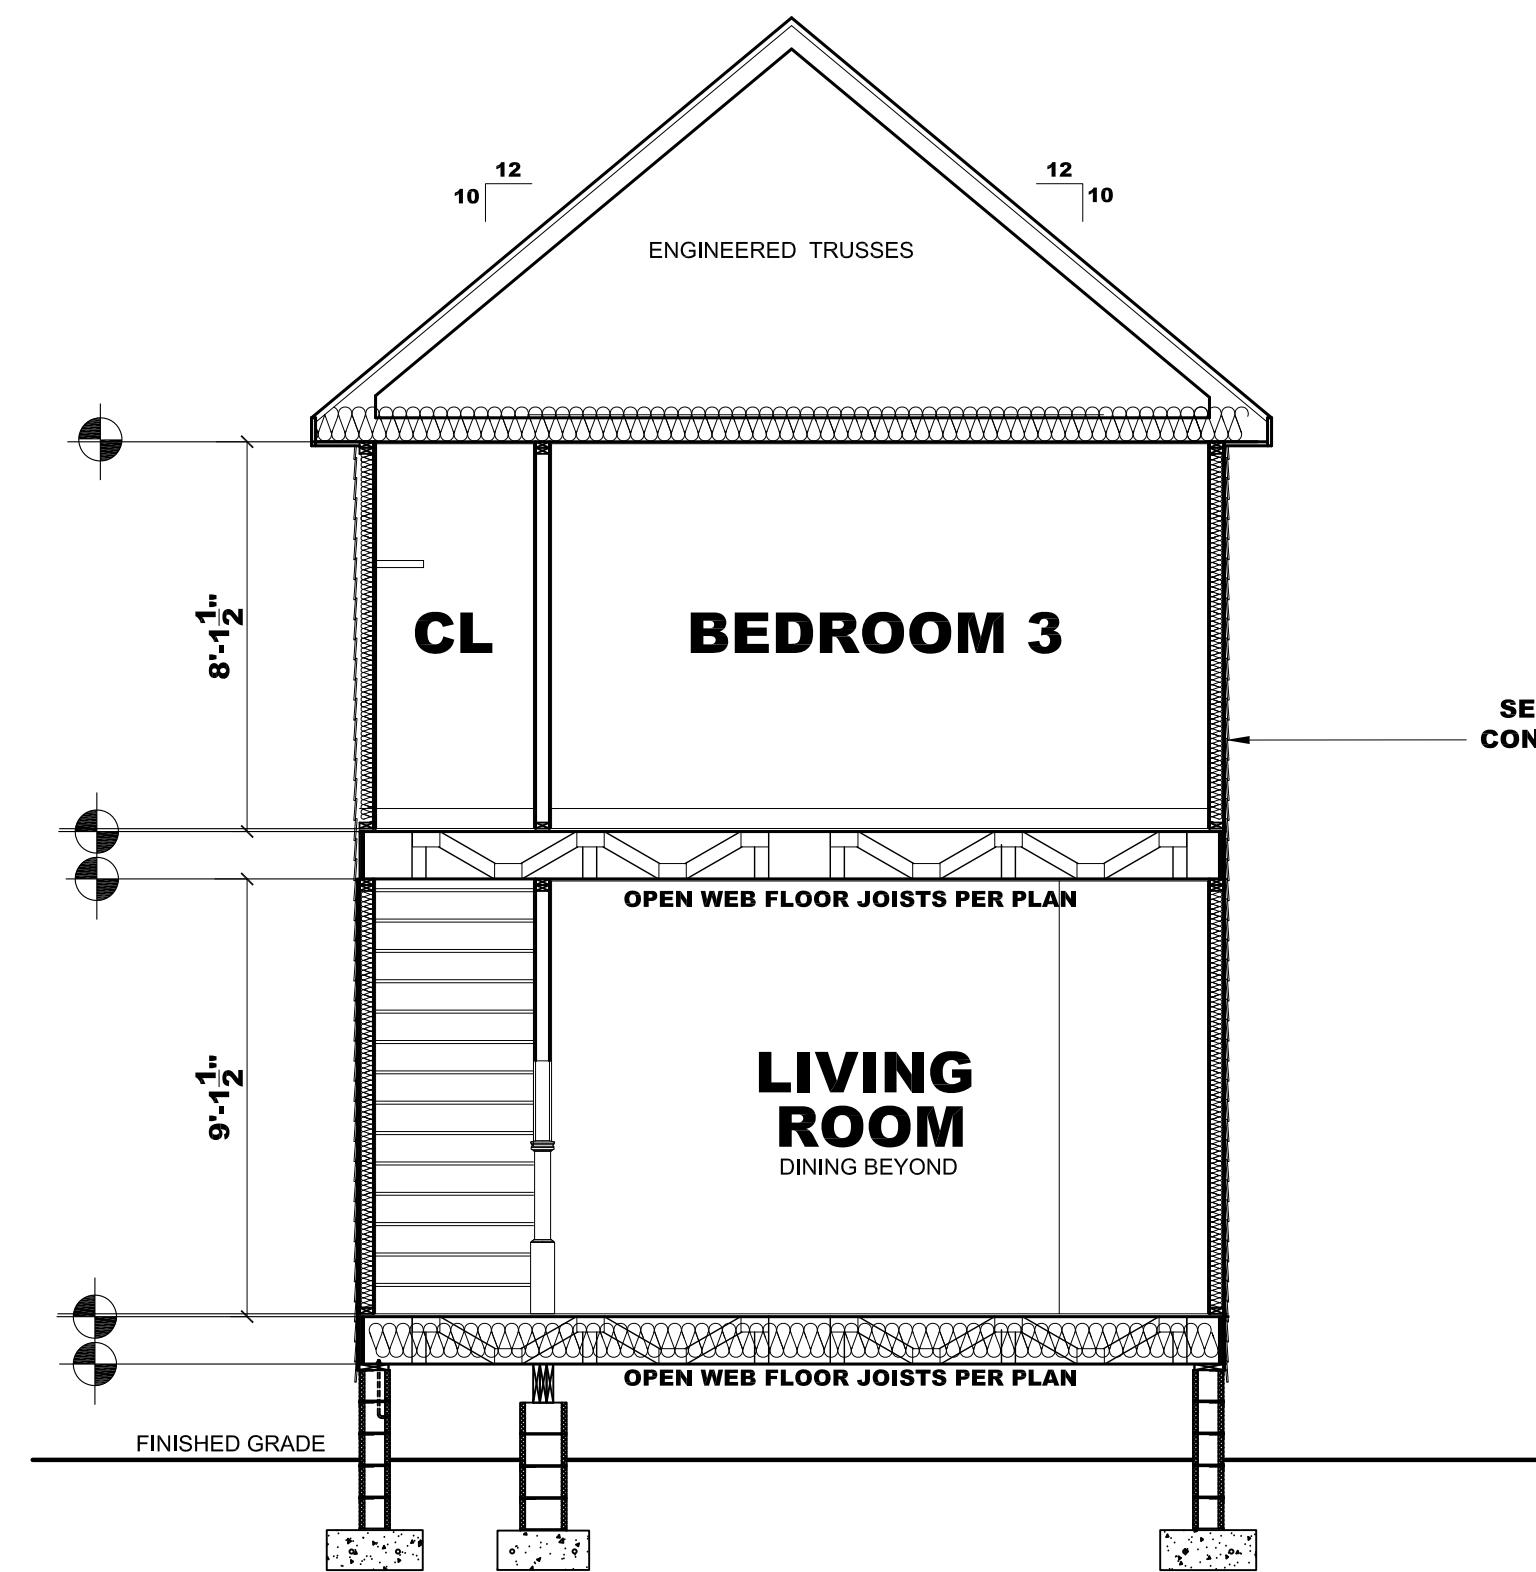 12
10
12
10
ENGINEERED TRUSSES
8'-1 1/2"
CL
BEDROOM 3
OPEN WEB FLOOR JOISTS PER PLAN
9'-1 1/2"
LIVING
ROOM
DINING BEYOND
OPEN WEB FLOOR JOISTS PER PLAN
FINISHED GRADE